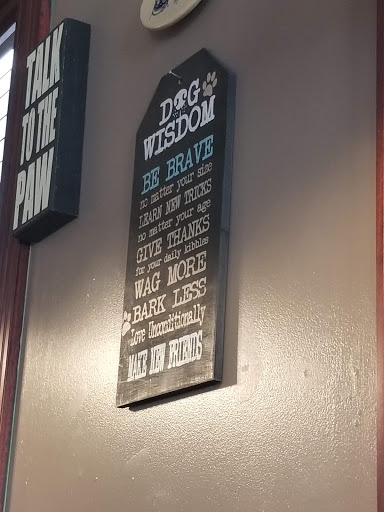 TALK
TO THE
PAW
DOG
WISDOM
BE BRAVE
no matter your size
LEARN NEW TRICKS
no matter your age
GIVE THANKS
for your daily kibbles
WAG MORE
BARK LESS
Love Unconditionally
MAKE NEW FRIENDS